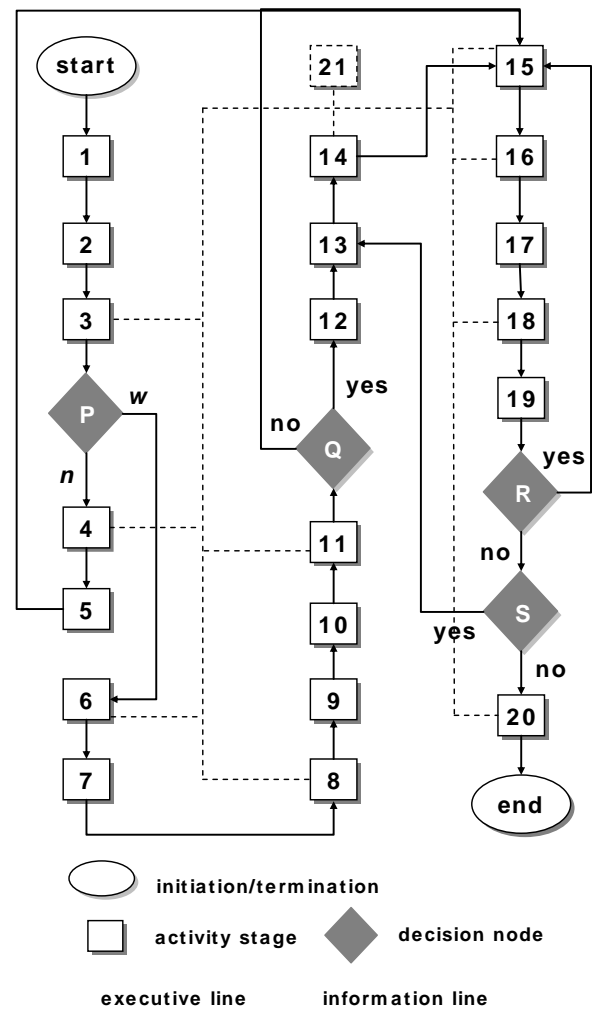 start
1
2
3
P
w
n
4
5
6
7
21
14
13
12
yes
no
Q
11
10
9
8
15
16
17
18
19
yes
R
no
S
yes
no
20
end
initiation/termination
activity stage
decision node
executive line
information line